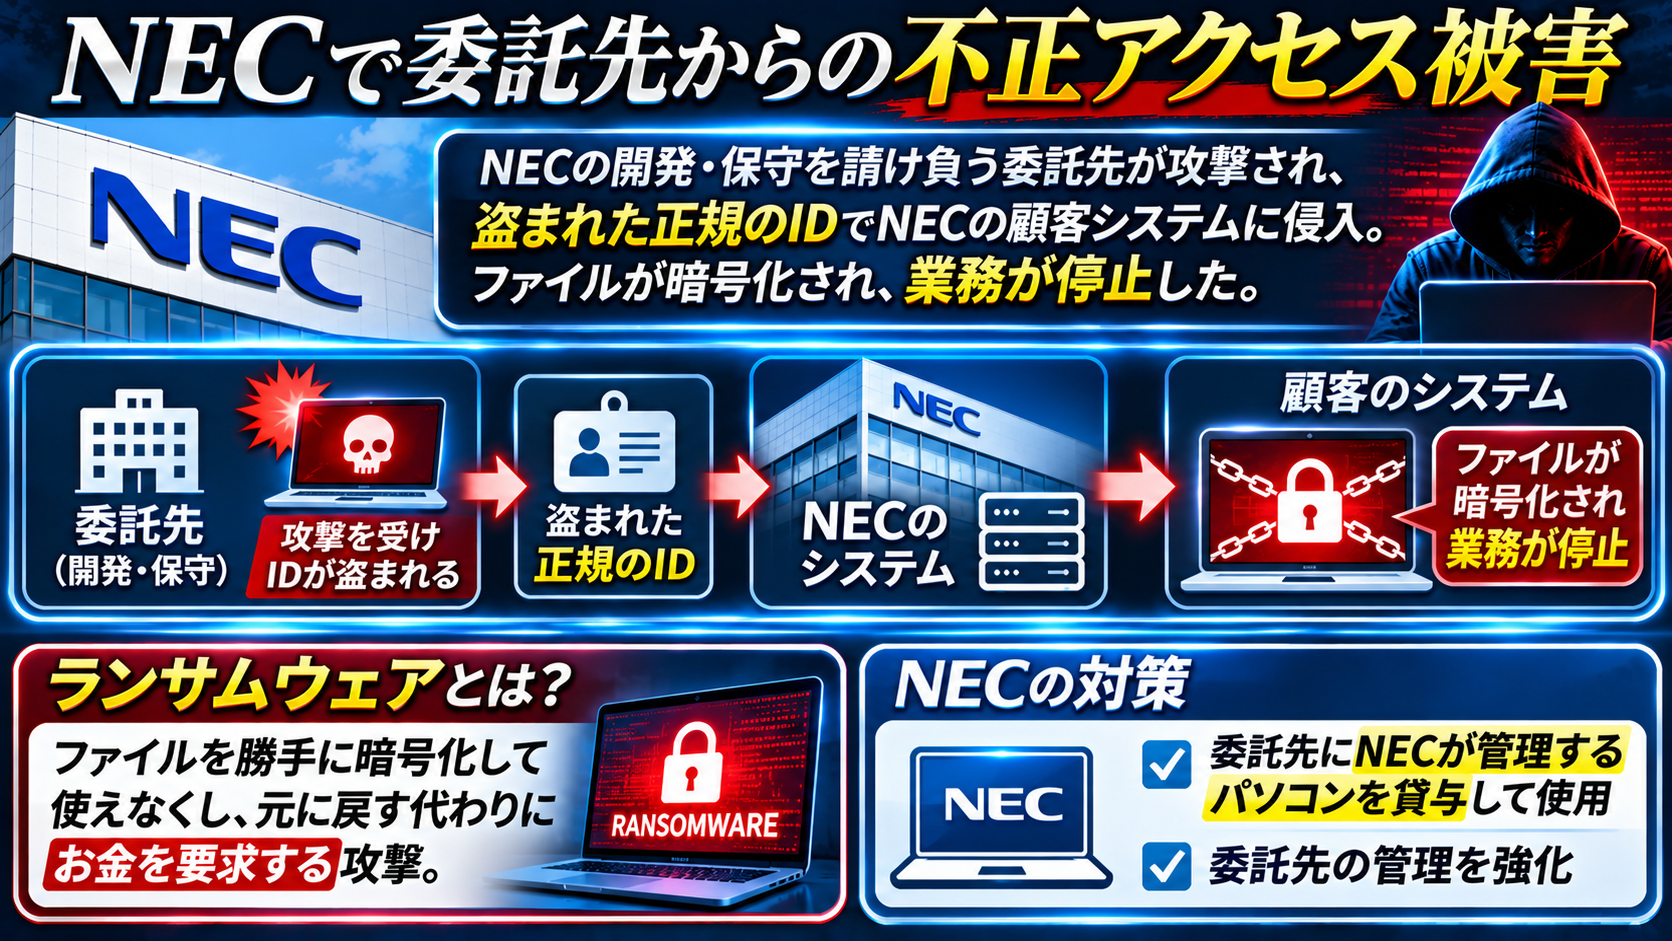 NECで委託先からの不正アクセス被害
NEC
NECの開発・保守を請け負う委託先が攻撃され、
盗まれた正規のIDでNECの顧客システムに侵入。
ファイルが暗号化され、業務が停止した。
委託先
(開発・保守)
攻撃を受け
IDが盗まれる
盗まれた
正規のID
NEC
NECの
システム
顧客のシステム
ファイルが
暗号化され
業務が停止
ランサムウェアとは?
ファイルを勝手に暗号化して
使えなくし、元に戻す代わりに
お金を要求する攻撃。
RANSOMWARE
NECの対策
NEC
委託先にNECが管理する
パソコンを貸与して使用
委託先の管理を強化